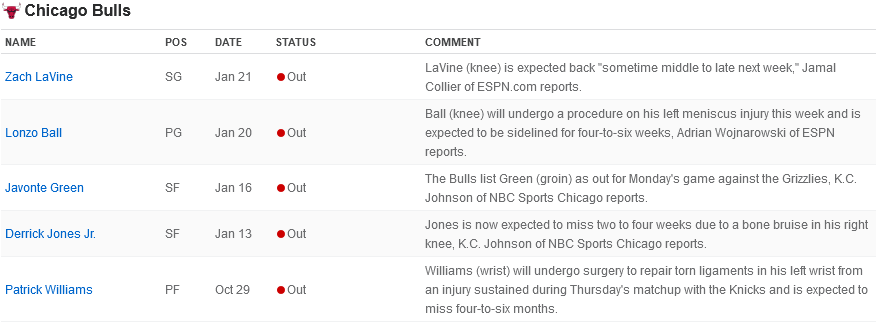 Chicago Bulls
NAME POS DATE STATUS COMMENT
Zach LaVine SG Jan 21 Out LaVine (knee) is expected back "sometime middle to late next week," Jamal
Collier of ESPN.com reports.
Lonzo Ball PG Jan 20 Out Ball (knee) will undergo a procedure on his left meniscus injury this week and is
expected to be sidelined for four-to-six weeks, Adrian Wojnarowski of ESPN
reports.
Javonte Green SF Jan 16 Out The Bulls list Green (groin) as out for Monday's game against the Grizzlies, K.C.
Johnson of NBC Sports Chicago reports.
Derrick Jones Jr. SF Jan 13 Out Jones is now expected to miss two to four weeks due to a bone bruise in his right
knee, K.C. Johnson of NBC Sports Chicago reports.
Patrick Williams PF Oct 29 Out Williams (wrist) will undergo surgery to repair torn ligaments in his left wrist from
an injury sustained during Thursday's matchup with the Knicks and is expected to
miss four-to-six months.